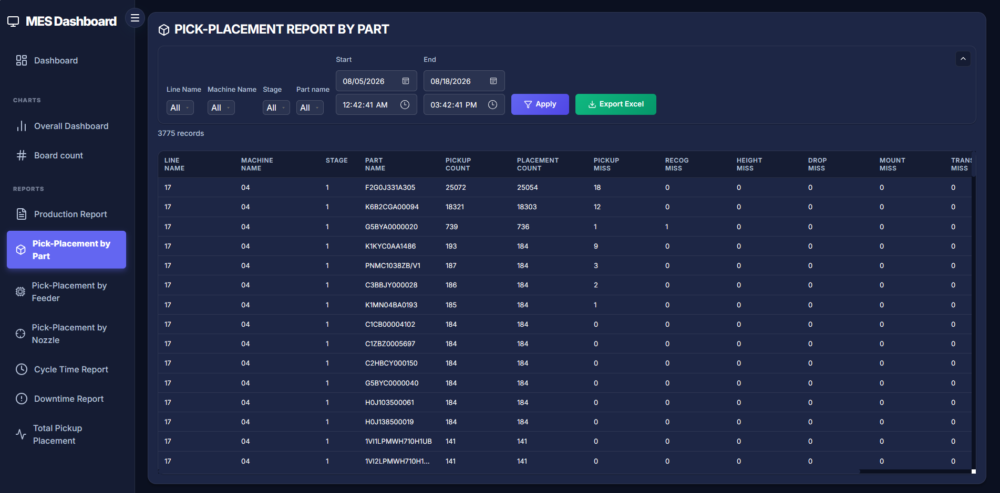 MES Dashboard
Dashboard
CHARTS
Overall Dashboard
Board count
REPORTS
Production Report
Pick-Placement by
Part
Pick-Placement by
Feeder
Pick-Placement by
Nozzle
Cycle Time Report
Downtime Report
Total Pickup
Placement
PICK-PLACEMENT REPORT BY PART
Start End
08/05/2026 08/18/2026
Line Name Machine Name Stage Part name
All All All All 12:42:41 AM 03:42:41 PM Apply Export Excel
3775 records
LINE MACHINE STAGE PART PICKUP PLACEMENT PICKUP RECOG HEIGHT DROP MOUNT TRANS
NAME NAME NAME COUNT COUNT MISS MISS MISS MISS MISS MISS
17 04 1 F2G0J331A305 25072 25054 18 0 0 0 0 0
17 04 1 K6B2CGA00094 18321 18303 12 0 0 0 0 0
17 04 1 G5BYA0000020 739 736 1 1 0 0 0 0
17 04 1 K1KYC0AA1486 193 184 9 0 0 0 0 0
17 04 1 PNMC1038ZB/V1 187 184 3 0 0 0 0 0
17 04 1 C3BBJY000028 186 184 2 0 0 0 0 0
17 04 1 K1MN04BA0193 185 184 1 0 0 0 0 0
17 04 1 C1CB00004102 184 184 0 0 0 0 0 0
17 04 1 C1ZBZ0005697 184 184 0 0 0 0 0 0
17 04 1 C2HBCY000150 184 184 0 0 0 0 0 0
17 04 1 G5BYC0000040 184 184 0 0 0 0 0 0
17 04 1 H0J103500061 184 184 0 0 0 0 0 0
17 04 1 H0J138500019 184 184 0 0 0 0 0 0
17 04 1 1VI1LPMWH710H1UB 141 141 0 0 0 0 0 0
17 04 1 1VI2LPMWH710H1... 141 141 0 0 0 0 0 0